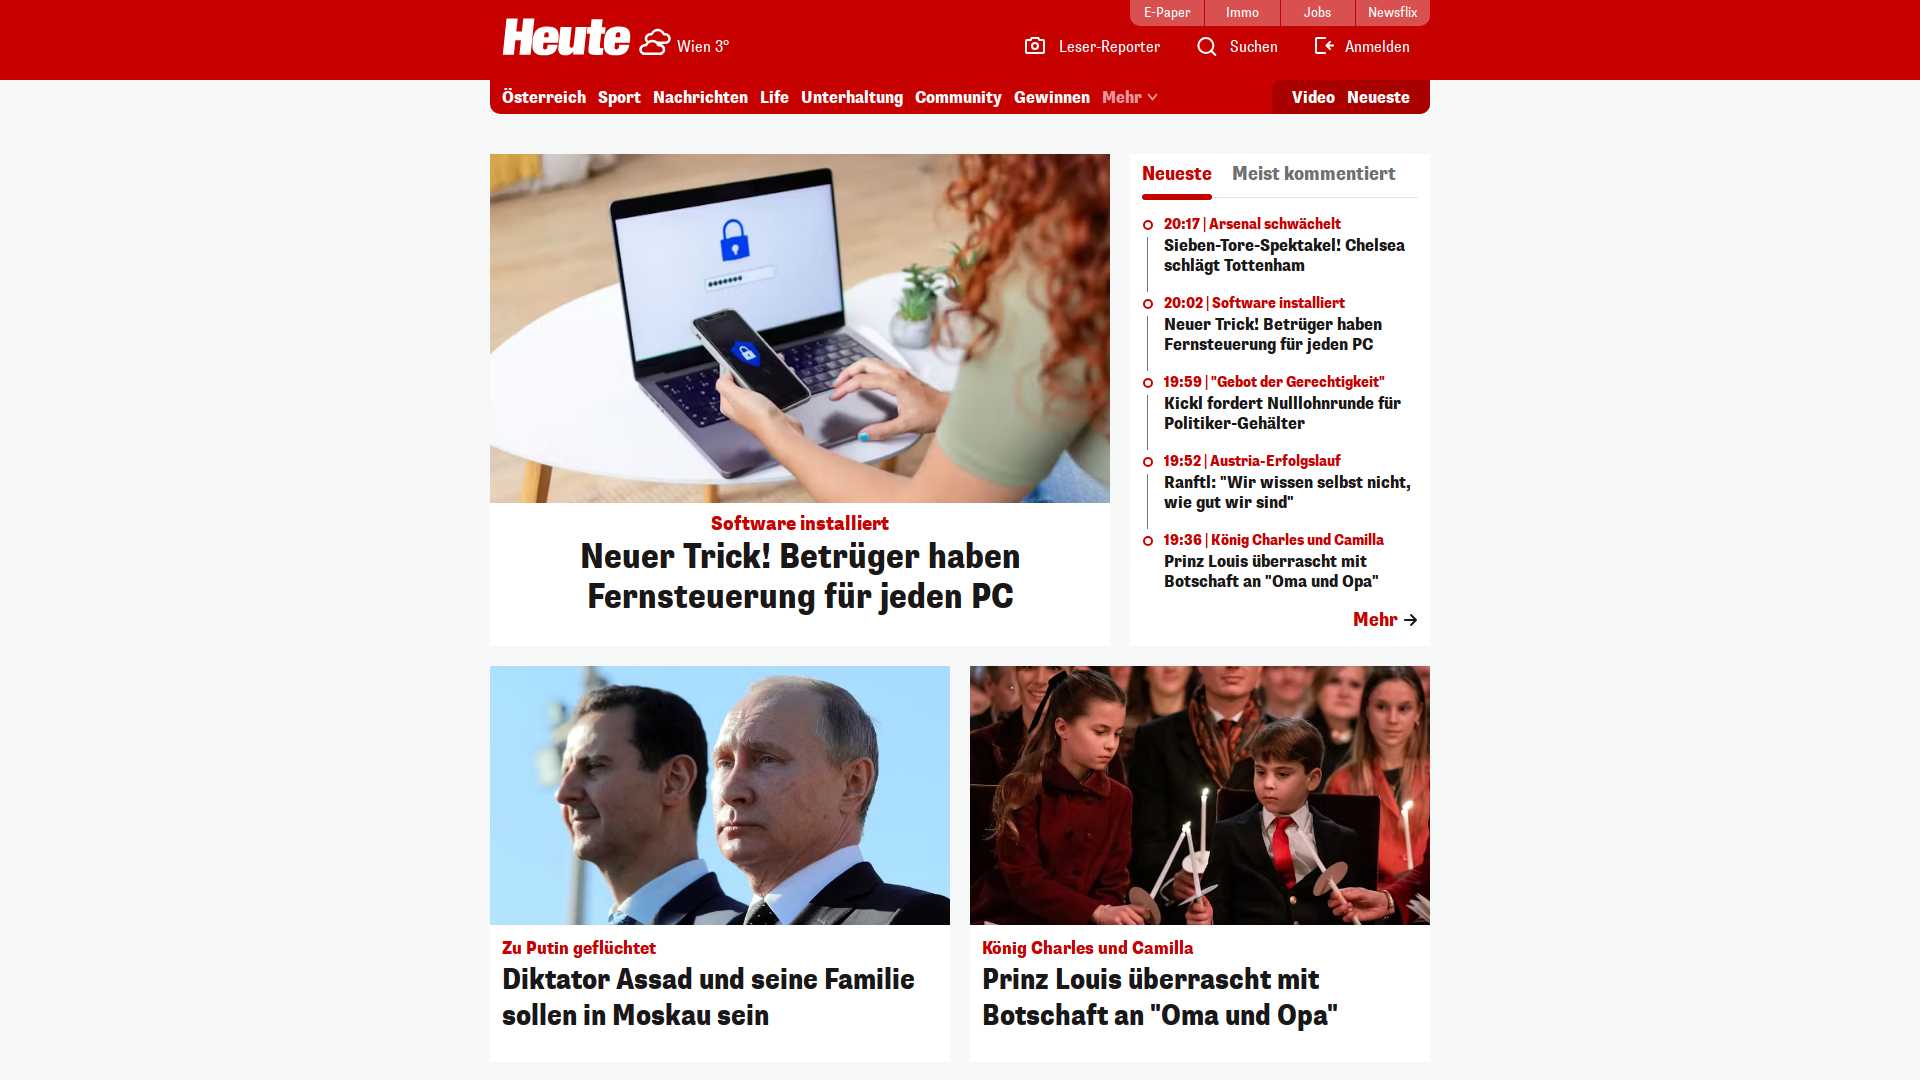 E-Paper
Immo
Jobs
Newsflix
Heute
Wien 3°
Leser-Reporter
Suchen
Anmelden
Österreich
Sport
Nachrichten
Life
Unterhaltung
Community
Gewinnen
Mehr
Video
Neueste
Software installiert
Neuer Trick! Betrüger haben
Fernsteuerung für jeden PC
Neueste
Meist kommentiert
20:17 | Arsenal schwächelt
Sieben-Tore-Spektakel! Chelsea
schlägt Tottenham
20:02 | Software installiert
Neuer Trick! Betrüger haben
Fernsteuerung für jeden PC
19:59 | "Gebot der Gerechtigkeit"
Kickl fordert Nulllohnrunde für
Politiker-Gehälter
19:52 | Austria-Erfolgslauf
Ranftl: "Wir wissen selbst nicht,
wie gut wir sind"
19:36 | König Charles und Camilla
Prinz Louis überrascht mit
Botschaft an "Oma und Opa"
Mehr
Zu Putin geflüchtet
Diktator Assad und seine Familie
sollen in Moskau sein
König Charles und Camilla
Prinz Louis überrascht mit
Botschaft an "Oma und Opa"